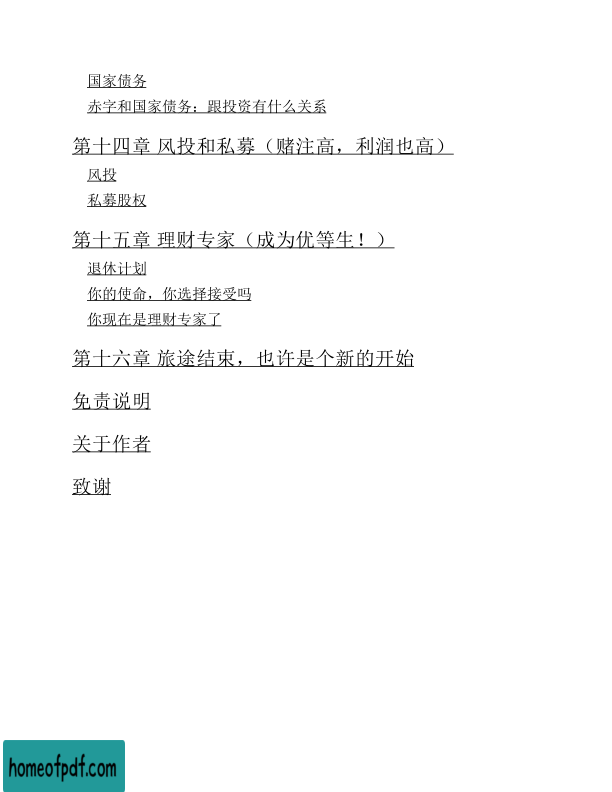 国家债务
赤字和国家债务：跟投资有什么关系
第十四章 风投和私募（赌注高，利润也高）
风投
私募股权
第十五章 理财专家（成为优等生！）
退休计划
你的使命，你选择接受吗
你现在是理财专家了
第十六章 旅途结束，也许是个新的开始
免责说明
关于作者
致谢
homeofpdf.com